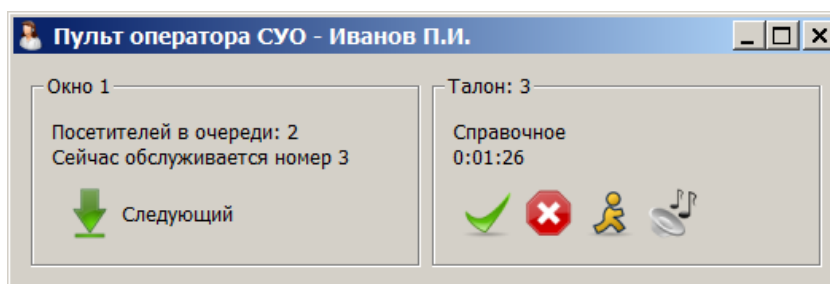 Пульт оператора СУО - Иванов П.И.
Окно 1
Посетителей в очереди: 2
Сейчас обслуживается номер 3
Следующий
Талон: 3
Справочное
0:01:26